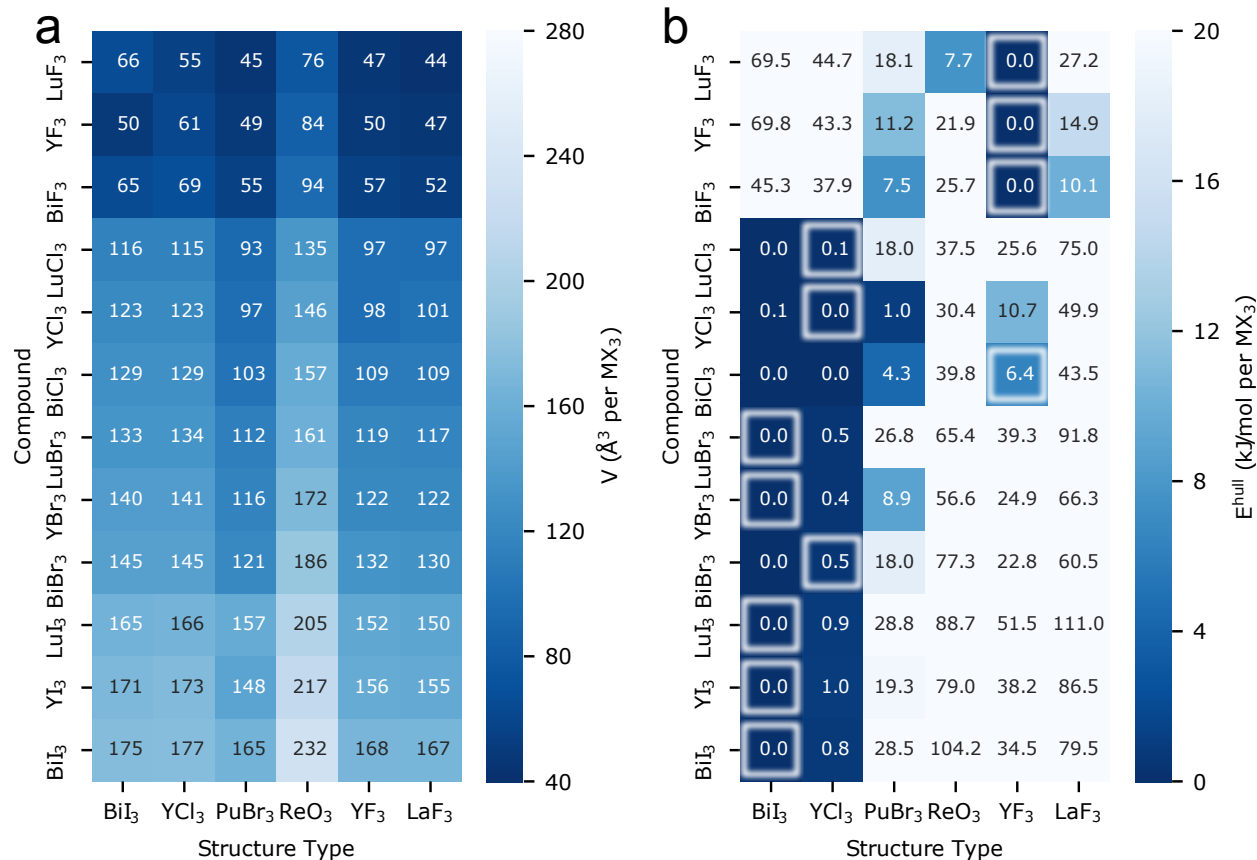 a
Compound
LuF₃ 66 55 45 76 47 44
YF₃ 50 61 49 84 50 47
BiF₃ 65 69 55 94 57 52
LuCl₃ 116 115 93 135 97 97
YCl₃ 123 123 97 146 98 101
BiCl₃ 129 129 103 157 109 109
LuBr₃ 133 134 112 161 119 117
YBr₃ 140 141 116 172 122 122
BiBr₃ 145 145 121 186 132 130
LuI₃ 165 166 157 205 152 150
YI₃ 171 173 148 217 156 155
BiI₃ 175 177 165 232 168 167
BiI₃ YCl₃ PuBr₃ ReO₃ YF₃ LaF₃
Structure Type
280
240
200
160
120
80
40
V (Å³ per MX₃)
b
Compound
LuF₃ 69.5 44.7 18.1 7.7 0.0 27.2
YF₃ 69.8 43.3 11.2 21.9 0.0 14.9
BiF₃ 45.3 37.9 7.5 25.7 0.0 10.1
LuCl₃ 0.0 0.1 18.0 37.5 25.6 75.0
YCl₃ 0.1 0.0 1.0 30.4 10.7 49.9
BiCl₃ 0.0 0.0 4.3 39.8 6.4 43.5
LuBr₃ 0.0 0.5 26.8 65.4 39.3 91.8
YBr₃ 0.0 0.4 8.9 56.6 24.9 66.3
BiBr₃ 0.0 0.5 18.0 77.3 22.8 60.5
LuI₃ 0.0 0.9 28.8 88.7 51.5 111.0
YI₃ 0.0 1.0 19.3 79.0 38.2 86.5
BiI₃ 0.0 0.8 28.5 104.2 34.5 79.5
BiI₃ YCl₃ PuBr₃ ReO₃ YF₃ LaF₃
Structure Type
20
16
12
8
4
0
Eʰᵘˡˡ (kJ/mol per MX₃)